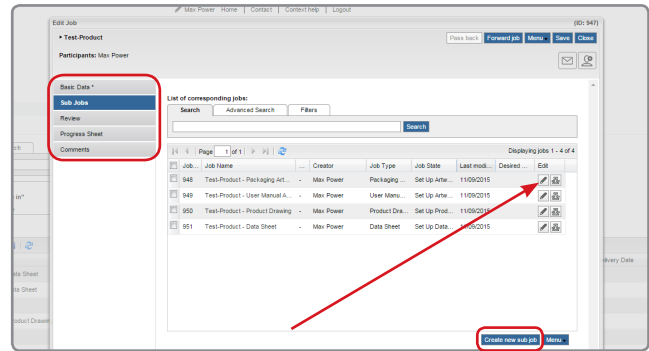 Max Power Home | Contact | Context help | Logout
Edit Job (ID: 947)
• Test-Product Pass back Forward job Menu Save Close
Participants: Max Power
Basic Data *
Sub Jobs
Review
Progress Sheet
Comments
List of corresponding jobs:
Search Advanced Search Filters
Search
Page 1 of 1 Displaying jobs 1 - 4 of 4
Job... Job Name ... Creator Job Type Job State Last modi... Desired ... Edit
948 Test-Product - Packaging Art... - Max Power Packaging ... Set Up Artw... 11/09/2015
949 Test-Product - User Manual A... - Max Power User Manu... Set Up Artw... 11/09/2015
950 Test-Product - Product Drawing - Max Power Product Dra... Set Up Prod... 11/09/2015
951 Test-Product - Data Sheet - Max Power Data Sheet Set Up Data... 11/09/2015
Create new sub job Menu
in"
livery Date
ata Sheet
ata Sheet
roduct Drawin